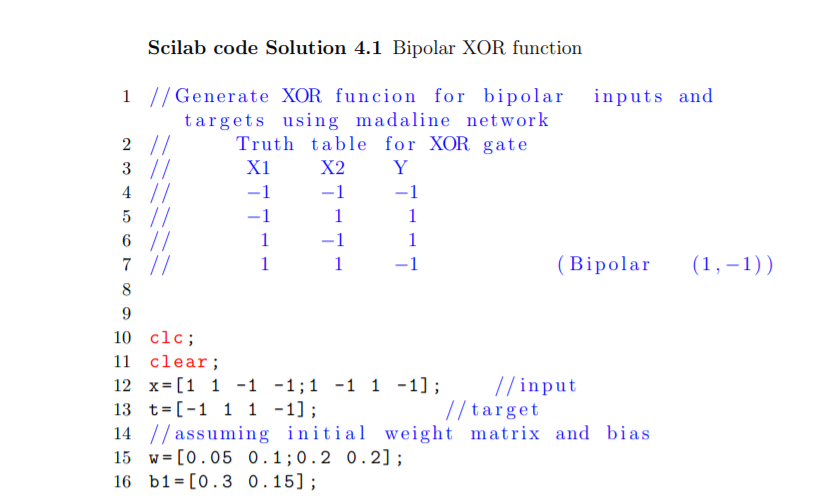 Scilab code Solution 4.1 Bipolar XOR function
1 //Generate XOR funcion for bipolar inputs and
targets using madaline network
2 // Truth table for XOR gate
3 // X1 X2 Y
4 // −1 −1 −1
5 // −1 1 1
6 // 1 −1 1
7 // 1 1 −1 (Bipolar (1,−1))
8
9
10 clc;
11 clear;
12 x=[1 1 -1 -1;1 -1 1 -1]; //input
13 t=[-1 1 1 -1]; //target
14 //assuming initial weight matrix and bias
15 w=[0.05 0.1;0.2 0.2];
16 b1=[0.3 0.15];